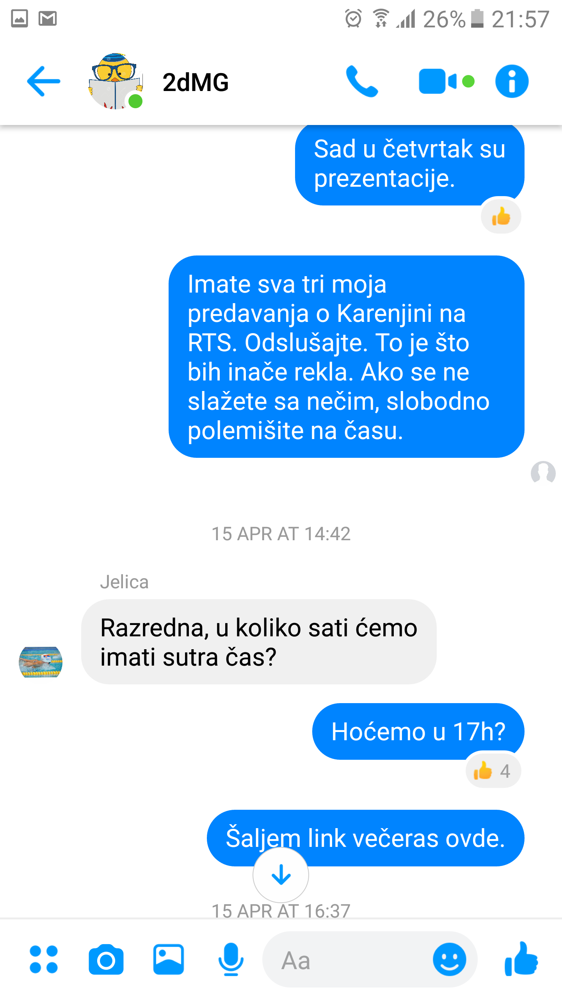 26% 21:57
2dMG
Sad u četvrtak su
prezentacije.
Imate sva tri moja
predavanja o Karenjini na
RTS. Odslušajte. To je što
bih inače rekla. Ako se ne
slažete sa nečim, slobodno
polemišite na času.
15 APR AT 14:42
Jelica
Razredna, u koliko sati ćemo
imati sutra čas?
Hoćemo u 17h?
4
Šaljem link večeras ovde.
15 APR AT 16:37
Aa